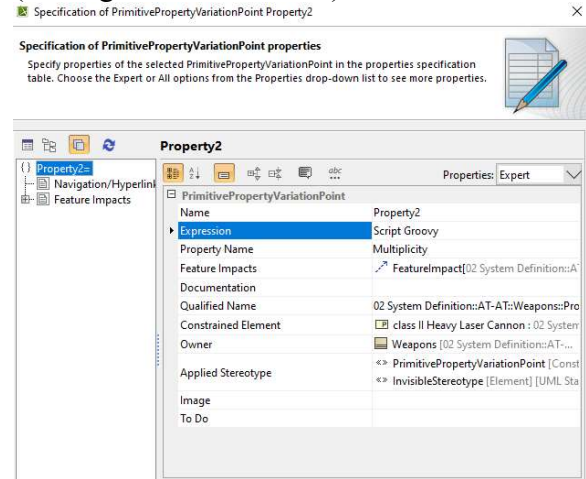 Specification of PrimitivePropertyVariationPoint Property2
Specification of PrimitivePropertyVariationPoint properties
Specify properties of the selected PrimitivePropertyVariationPoint in the properties specification
table. Choose the Expert or All options from the Properties drop-down list to see more properties.
Property2
{} Property2=
Navigation/Hyperlink
Feature Impacts
Properties: Expert
PrimitivePropertyVariationPoint
Name Property2
Expression Script Groovy
Property Name Multiplicity
Feature Impacts FeatureImpact[02 System Definition::A
Documentation
Qualified Name 02 System Definition::AT-AT::Weapons::Pro
Constrained Element class II Heavy Laser Cannon : 02 System
Owner Weapons [02 System Definition::AT-...
Applied Stereotype «» PrimitivePropertyVariationPoint [Const
«» InvisibleStereotype [Element] [UML Sta
Image
To Do